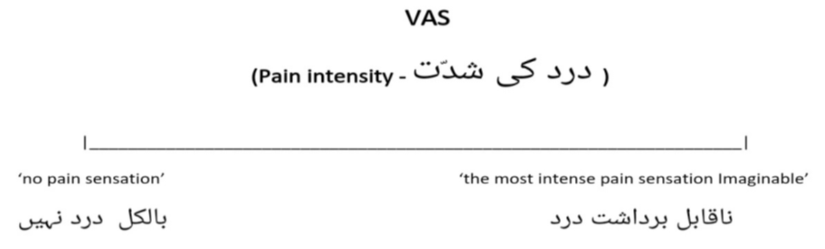 VAS
(Pain intensity - درد کی شدّت )
|___________________________________________________________________|
‘no pain sensation’ ‘the most intense pain sensation Imaginable’
بالکل درد نہیں ناقابل برداشت درد